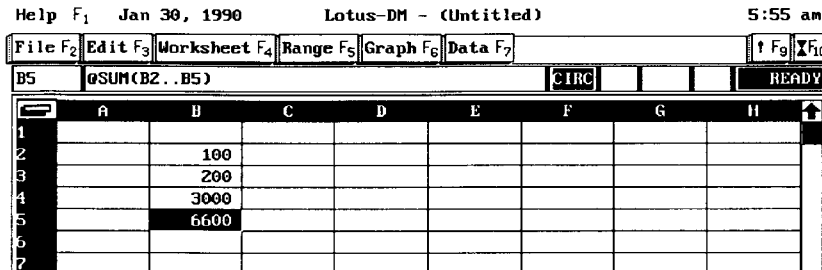 Help F1 Jan 30, 1990 Lotus-DM - (Untitled) 5:55 am
File F2 Edit F3 Worksheet F4 Range F5 Graph F6 Data F7 ! F9 F10
B5 @SUM(B2..B5) CIRC READY
A B C D E F G H
1
2 100
3 200
4 3000
5 6600
6
7